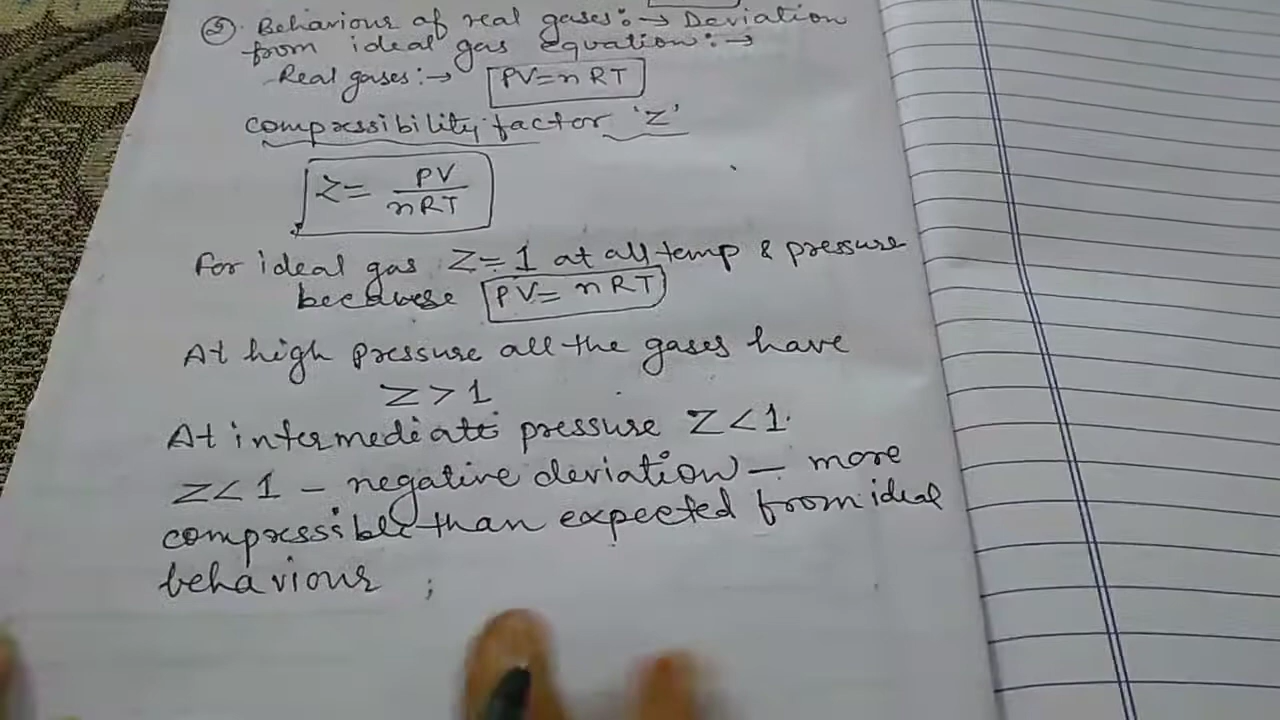 ② Behaviour of real gases:→ Deviation
from ideal gas equation:→
Real gases:→ PV=nRT
compressibility factor 'Z'
Z= PV/nRT
For ideal gas Z=1 at all temp & pressure
because PV=nRT
At high pressure all the gases have
Z>1
At intermediate pressure Z<1.
Z<1 - negative deviation - more
compressible than expected from ideal
behaviour ;